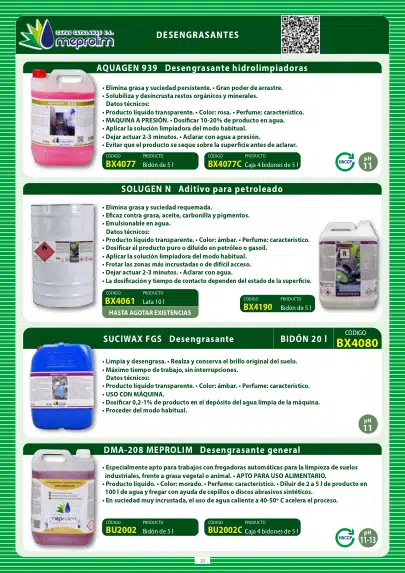 TAPAS CATALANAS S.L.
meprolim
DESENGRASANTES
AQUAGEN 939 Desengrasante hidrolimpiadoras
• Elimina grasa y suciedad persistente. • Gran poder de arrastre.
• Solubiliza y desincrusta restos orgánicos y minerales.
Datos técnicos:
• Producto líquido transparente. • Color: rosa. • Perfume: característico.
• MAQUINA A PRESIÓN. • Dosificar 10-20% de producto en agua.
• Aplicar la solución limpiadora del modo habitual.
• Dejar actuar 2-3 minutos. • Aclarar con agua a presión.
• Evitar que el producto se seque sobre la superficie antes de aclarar.
CÓDIGO PRODUCTO
BX4077 Bidón de 5 l
CÓDIGO PRODUCTO
BX4077C Caja 4 bidones de 5 l
HACCP
pH
11
SOLUGEN N Aditivo para petroleado
• Elimina grasa y suciedad requemada.
• Eficaz contra grasa, aceite, carbonilla y pigmentos.
• Emulsionable en agua.
Datos técnicos:
• Producto líquido transparente. • Color: ámbar. • Perfume: característico.
• Dosificar el producto puro o diluido en petróleo o gasoil.
• Aplicar la solución limpiadora del modo habitual.
• Frotar las zonas más incrustadas o de difícil acceso.
• Dejar actuar 2-3 minutos. • Aclarar con agua.
• La dosificación y tiempo de contacto dependen del estado de la superficie.
CÓDIGO PRODUCTO
BX4061 Lata 10 l
HASTA AGOTAR EXISTENCIAS
CÓDIGO PRODUCTO
BX4190 Bidón de 5 l
SUCIWAX FGS Desengrasante BIDÓN 20 l
CÓDIGO
BX4080
• Limpia y desengrasa. • Realza y conserva el brillo original del suelo.
• Máximo tiempo de trabajo, sin interrupciones.
Datos técnicos:
• Producto líquido transparente. • Color: ámbar. • Perfume: característico.
• USO CON MÁQUINA.
• Dosificar 0,2-1% de producto en el depósito del agua limpia de la máquina.
• Proceder del modo habitual.
pH
11
DMA-208 MEPROLIM Desengrasante general
• Especialmente apto para trabajos con fregadoras automáticas para la limpieza de suelos
industriales, frente a grasa vegetal o animal. • APTO PARA USO ALIMENTARIO.
• Producto líquido. • Color: morado. • Perfume: característico. • Diluir de 2 a 5 l de producto en
100 l de agua y fregar con ayuda de cepillos o discos abrasivos sintéticos.
• En suciedad muy incrustada, el uso de agua caliente a 40-50º C acelera el proceso.
meprolim
CÓDIGO PRODUCTO
BU2002 Bidón de 5 l
CÓDIGO PRODUCTO
BU2002C Caja 4 bidones de 5 l
HACCP
pH
11-13